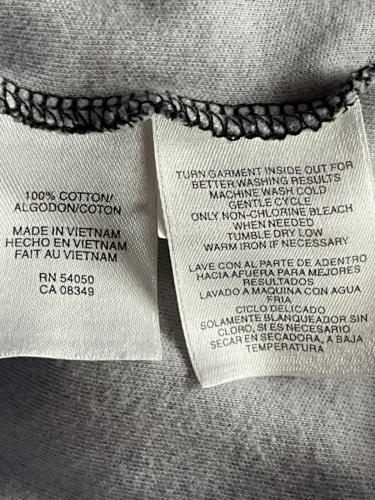 100% COTTON/
ALGODON/COTON
MADE IN VIETNAM
HECHO EN VIETNAM
FAIT AU VIETNAM
RN 54050
CA 08349
TURN GARMENT INSIDE OUT FOR
BETTER WASHING RESULTS
MACHINE WASH COLD
GENTLE CYCLE
ONLY NON-CHLORINE BLEACH
WHEN NEEDED
TUMBLE DRY LOW
WARM IRON IF NECESSARY
LAVE CON AL PARTE DE ADENTRO
HACIA AFUERA PARA MEJORES
RESULTADOS
LAVADO A MAQUINA CON AGUA
FRIA
CICLO DELICADO
SOLAMENTE BLANQUEADOR SIN
CLORO, SI ES NECESARIO
SECAR EN SECADORA, A BAJA
TEMPERATURA